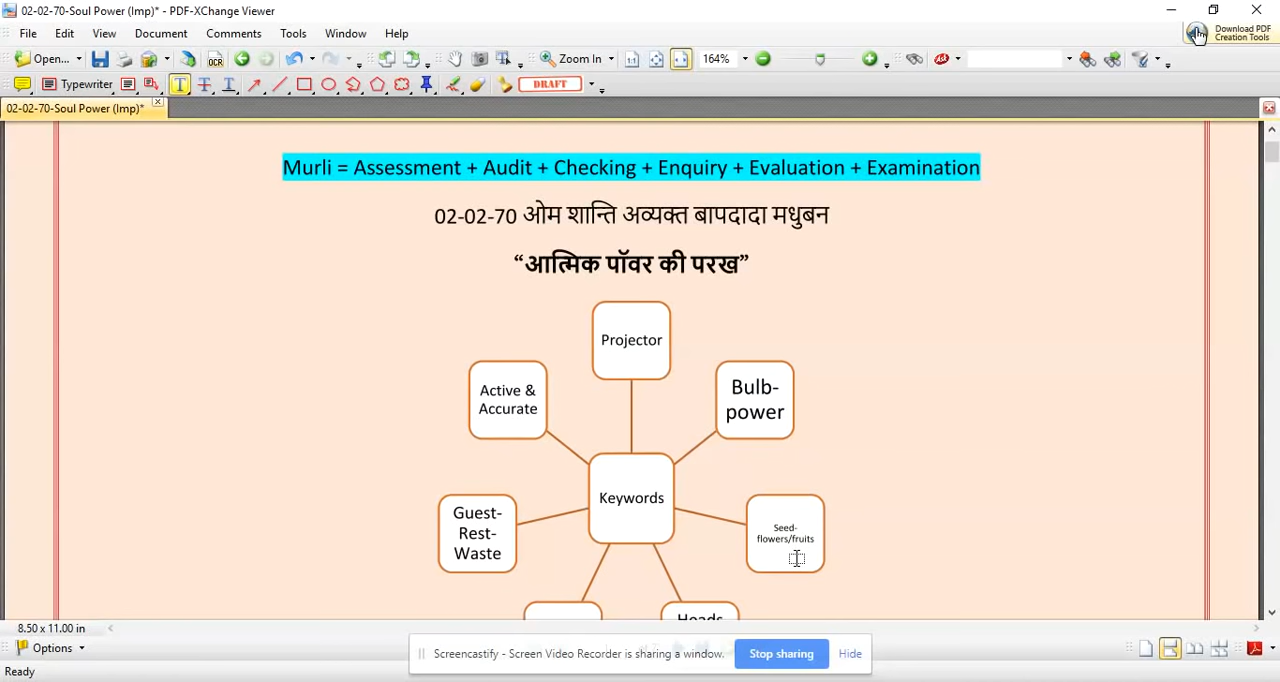 02-02-70-Soul Power (Imp)* - PDF-XChange Viewer
File Edit View Document Comments Tools Window Help
Download PDF
Creation Tools
Open... OCR Zoom In 1:1 164%
Typewriter T T T DRAFT
02-02-70-Soul Power (Imp)*
Murli = Assessment + Audit + Checking + Enquiry + Evaluation + Examination
02-02-70 ओम शान्ति अव्यक्त बापदादा मधुबन
“आत्मिक पॉवर की परख”
Projector
Active &
Accurate
Bulb-
power
Keywords
Guest-
Rest-
Waste
Seed-
flowers/fruits
Heads
8.50 x 11.00 in
Options
Screencastify - Screen Video Recorder is sharing a window. Stop sharing Hide
Ready